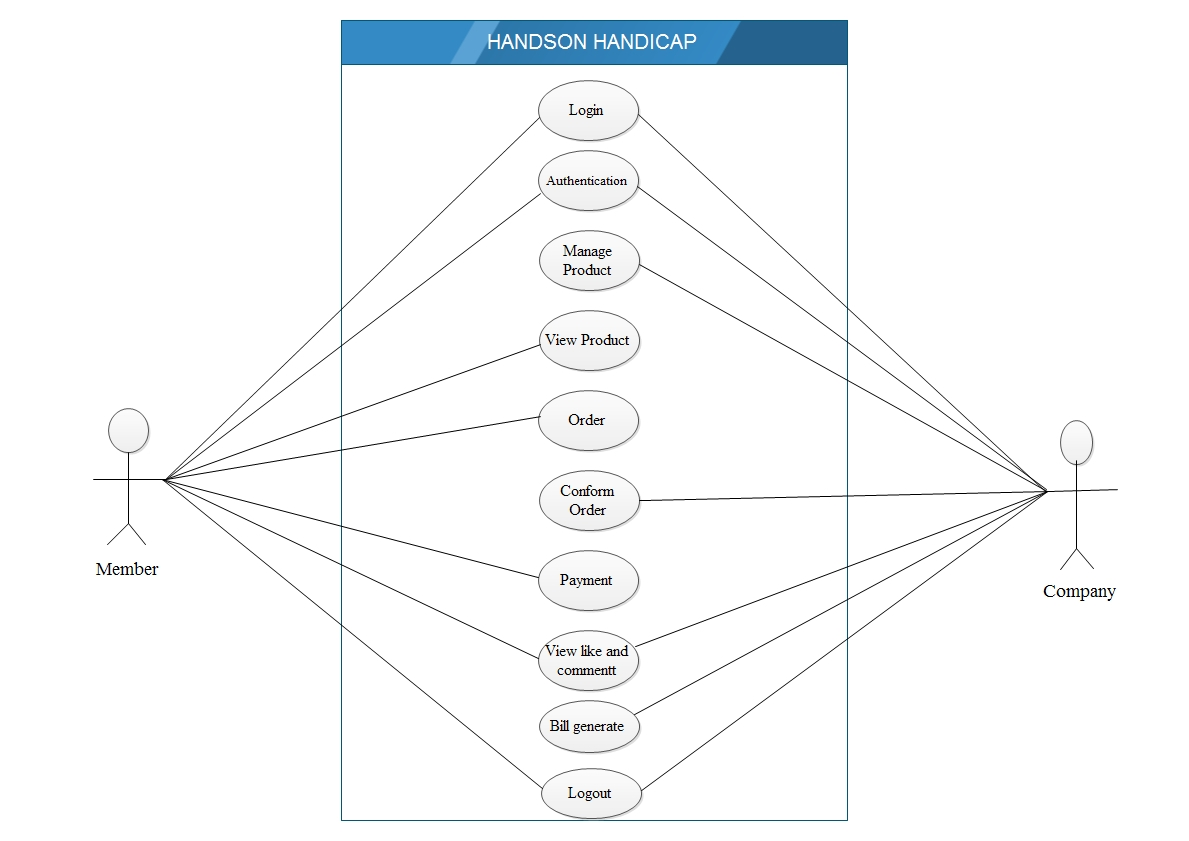 HANDSON HANDICAP
Login
Authentication
Manage
Product
View Product
Order
Conform
Order
Payment
View like and
commentt
Bill generate
Logout
Member
Company